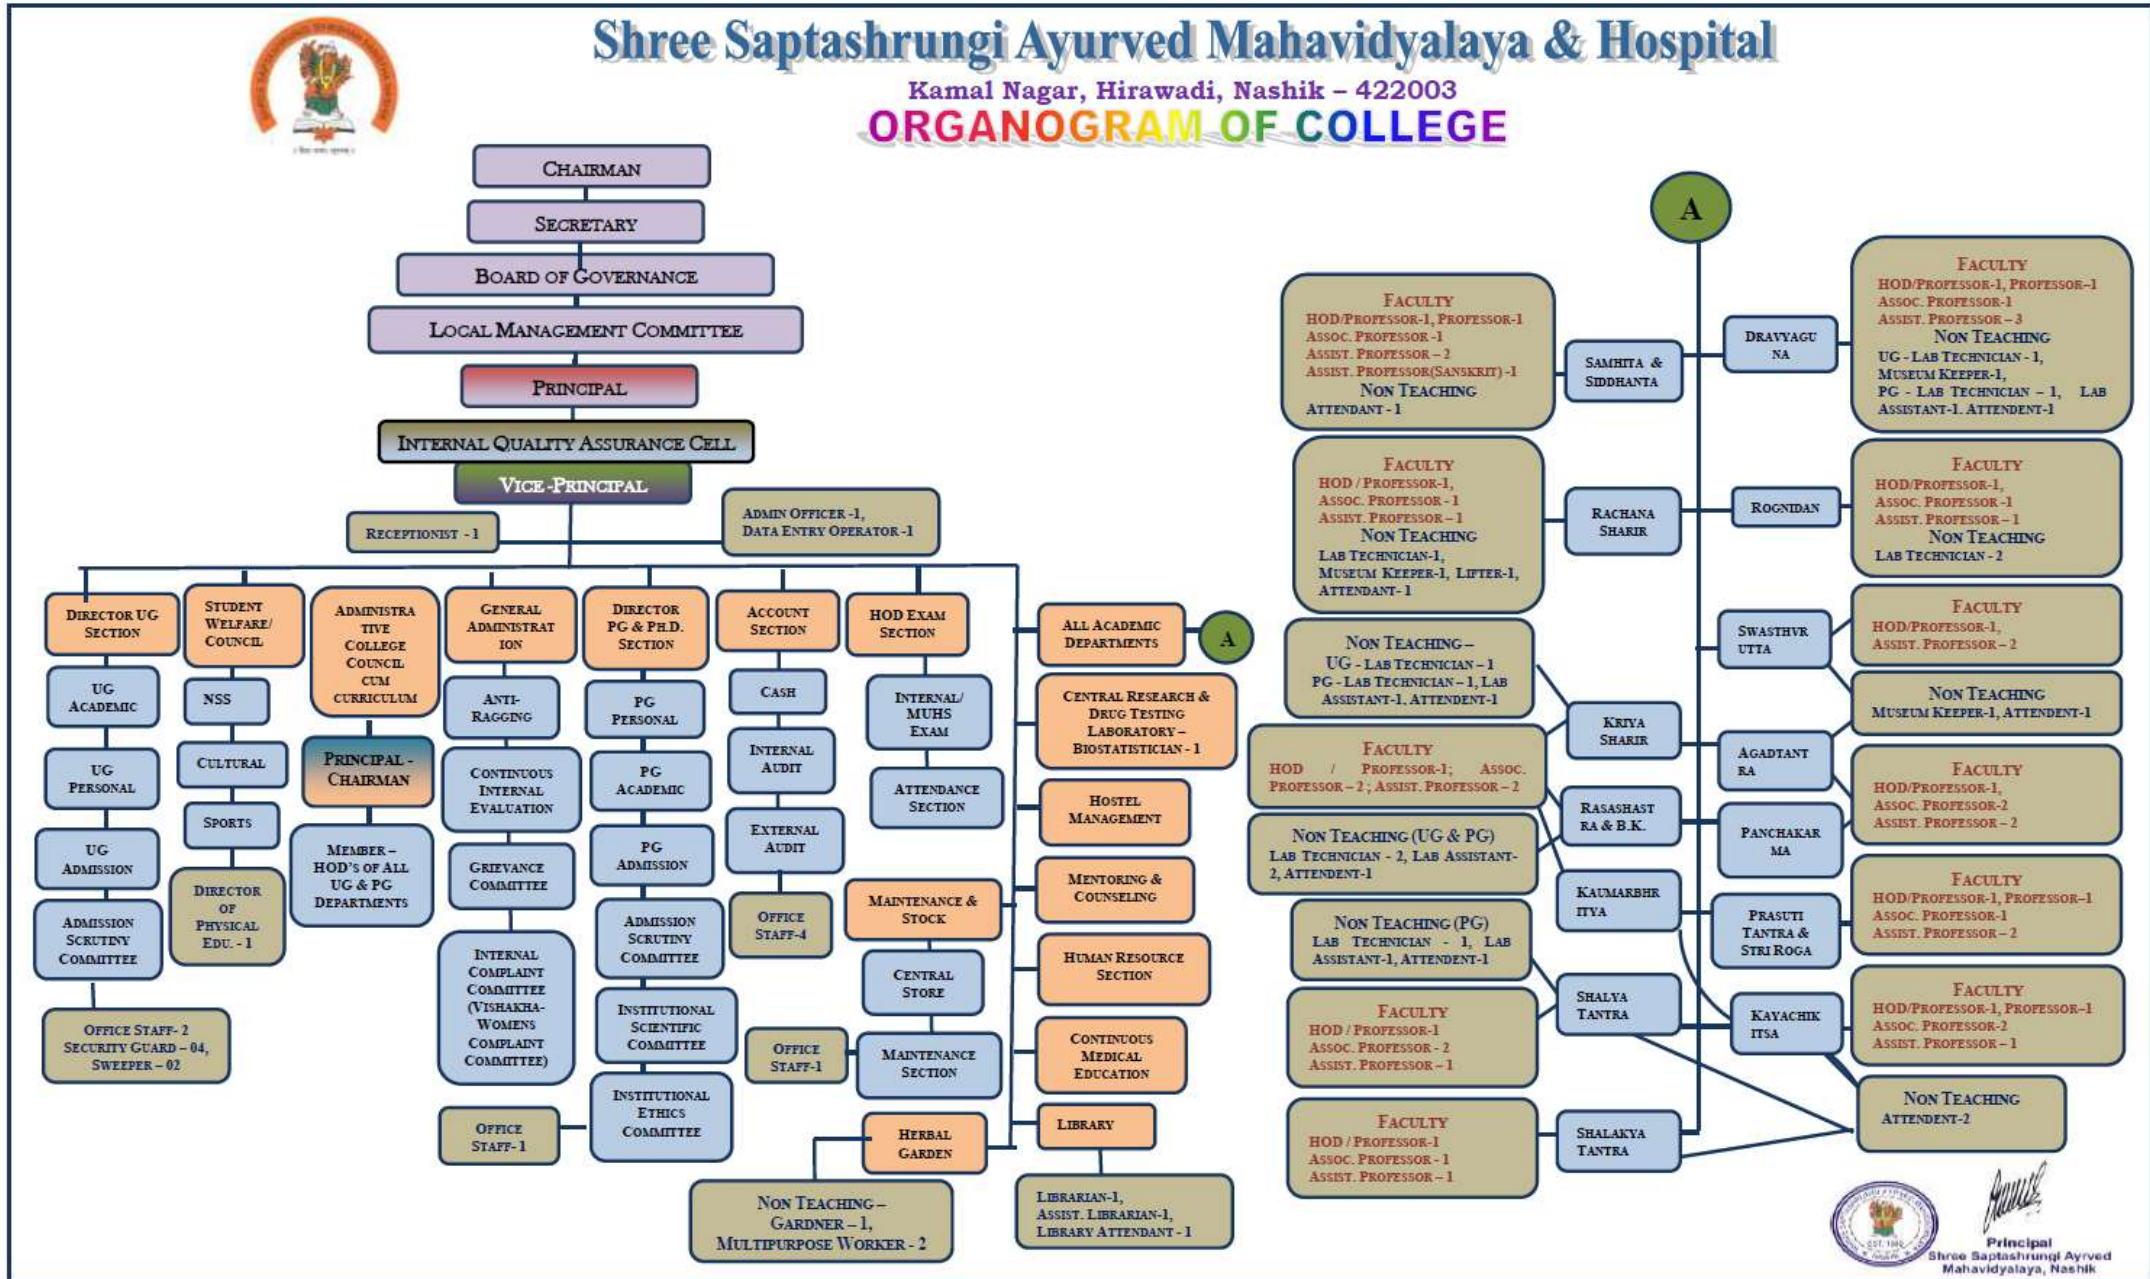 Shree Saptashrungi Ayurved Mahavidyalaya & Hospital
Kamal Nagar, Hirawadi, Nashik – 422003
ORGANOGRAM OF COLLEGE
CHAIRMAN
SECRETARY
BOARD OF GOVERNANCE
LOCAL MANAGEMENT COMMITTEE
PRINCIPAL
INTERNAL QUALITY ASSURANCE CELL
VICE-PRINCIPAL
RECEPTIONIST - 1
ADMIN OFFICER -1,
DATA ENTRY OPERATOR -1
DIRECTOR UG
SECTION
UG
ACADEMIC
UG
PERSONAL
UG
ADMISSION
ADMISSION
SCRUTINY
COMMITTEE
OFFICE STAFF- 2
SECURITY GUARD – 04,
SWEEPER – 02
STUDENT
WELFARE/
COUNCIL
NSS
CULTURAL
SPORTS
DIRECTOR
OF
PHYSICAL
EDU. - 1
ADMINISTRA
TIVE
COLLEGE
COUNCIL
CUM
CURRICULUM
PRINCIPAL -
CHAIRMAN
MEMBER –
HOD'S OF ALL
UG & PG
DEPARTMENTS
GENERAL
ADMINISTRAT
ION
ANTI-
RAGGING
CONTINUOUS
INTERNAL
EVALUATION
GRIEVANCE
COMMITTEE
INTERNAL
COMPLAINT
COMMITTEE
(VISHAKHA-
WOMENS
COMPLAINT
COMMITTEE)
DIRECTOR
PG & PH.D.
SECTION
PG
PERSONAL
PG
ACADEMIC
PG
ADMISSION
ADMISSION
SCRUTINY
COMMITTEE
INSTITUTIONAL
SCIENTIFIC
COMMITTEE
INSTITUTIONAL
ETHICS
COMMITTEE
OFFICE
STAFF- 1
ACCOUNT
SECTION
CASH
INTERNAL
AUDIT
EXTERNAL
AUDIT
OFFICE
STAFF-4
HOD EXAM
SECTION
INTERNAL/
MUHS
EXAM
ATTENDANCE
SECTION
MAINTENANCE &
STOCK
CENTRAL
STORE
MAINTENANCE
SECTION
OFFICE
STAFF-1
HERBAL
GARDEN
NON TEACHING –
GARDNER – 1,
MULTIPURPOSE WORKER - 2
ALL ACADEMIC
DEPARTMENTS
A
CENTRAL RESEARCH &
DRUG TESTING
LABORATORY –
BIOSTATISTICIAN - 1
HOSTEL
MANAGEMENT
MENTORING &
COUNSELING
HUMAN RESOURCE
SECTION
CONTINUOUS
MEDICAL
EDUCATION
LIBRARY
LIBRARIAN-1,
ASSIST. LIBRARIAN-1,
LIBRARY ATTENDANT - 1
A
FACULTY
HOD/PROFESSOR-1, PROFESSOR-1
ASSOC. PROFESSOR -1
ASSIST. PROFESSOR – 2
ASSIST. PROFESSOR(SANSKRIT) -1
NON TEACHING
ATTENDANT - 1
SAMHITA &
SIDDHANTA
FACULTY
HOD / PROFESSOR-1,
ASSOC. PROFESSOR - 1
ASSIST. PROFESSOR – 1
NON TEACHING
LAB TECHNICIAN-1,
MUSEUM KEEPER-1, LIFTER-1,
ATTENDANT- 1
RACHANA
SHARIR
NON TEACHING –
UG - LAB TECHNICIAN – 1
PG - LAB TECHNICIAN – 1, LAB
ASSISTANT-1. ATTENDENT-1
KRIYA
SHARIR
FACULTY
HOD / PROFESSOR-1; ASSOC.
PROFESSOR – 2 ; ASSIST. PROFESSOR – 2
RASASHAST
RA & B.K.
NON TEACHING (UG & PG)
LAB TECHNICIAN - 2, LAB ASSISTANT-
2, ATTENDENT-1
KAUMARBHR
ITYA
NON TEACHING (PG)
LAB TECHNICIAN - 1, LAB
ASSISTANT-1, ATTENDENT-1
SHALYA
TANTRA
FACULTY
HOD / PROFESSOR-1
ASSOC. PROFESSOR - 2
ASSIST. PROFESSOR – 1
FACULTY
HOD / PROFESSOR-1
ASSOC. PROFESSOR - 1
ASSIST. PROFESSOR – 1
SHALAKYA
TANTRA
DRAVYAGU
NA
FACULTY
HOD/PROFESSOR-1, PROFESSOR–1
ASSOC. PROFESSOR-1
ASSIST. PROFESSOR – 3
NON TEACHING
UG - LAB TECHNICIAN - 1,
MUSEUM KEEPER-1,
PG - LAB TECHNICIAN – 1, LAB
ASSISTANT-1. ATTENDENT-1
ROGNIDAN
FACULTY
HOD/PROFESSOR-1,
ASSOC. PROFESSOR -1
ASSIST. PROFESSOR – 1
NON TEACHING
LAB TECHNICIAN - 2
SWASTHVR
UTTA
FACULTY
HOD/PROFESSOR-1,
ASSIST. PROFESSOR – 2
NON TEACHING
MUSEUM KEEPER-1, ATTENDENT-1
AGADTANT
RA
FACULTY
HOD/PROFESSOR-1,
ASSOC. PROFESSOR-2
ASSIST. PROFESSOR – 2
PANCHAKAR
MA
PRASUTI
TANTRA &
STRI ROGA
FACULTY
HOD/PROFESSOR-1, PROFESSOR–1
ASSOC. PROFESSOR-1
ASSIST. PROFESSOR – 2
KAYACHIK
ITSA
FACULTY
HOD/PROFESSOR-1, PROFESSOR–1
ASSOC. PROFESSOR-2
ASSIST. PROFESSOR – 1
NON TEACHING
ATTENDENT-2
Principal
Shree Saptashrungi Ayrved
Mahavidyalaya, Nashik